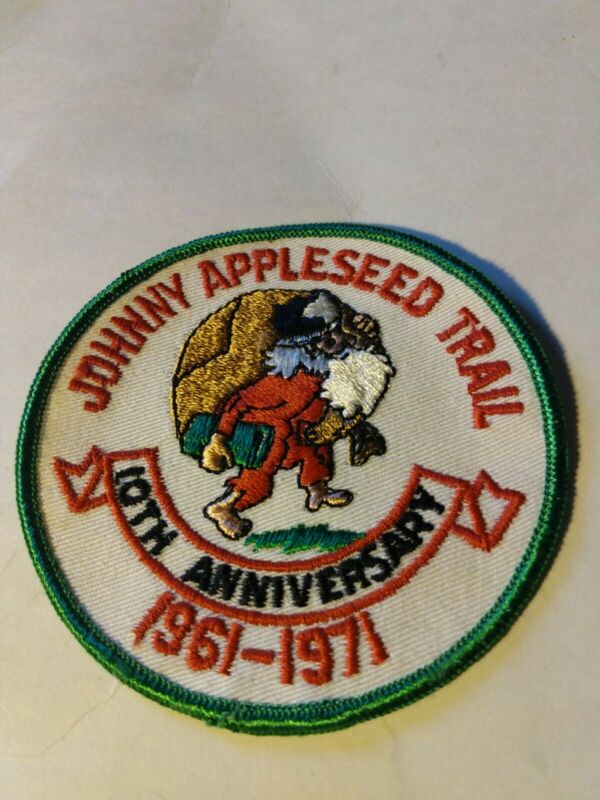 JOHNNY APPLESEED TRAIL
10TH ANNIVERSARY
1961-1971